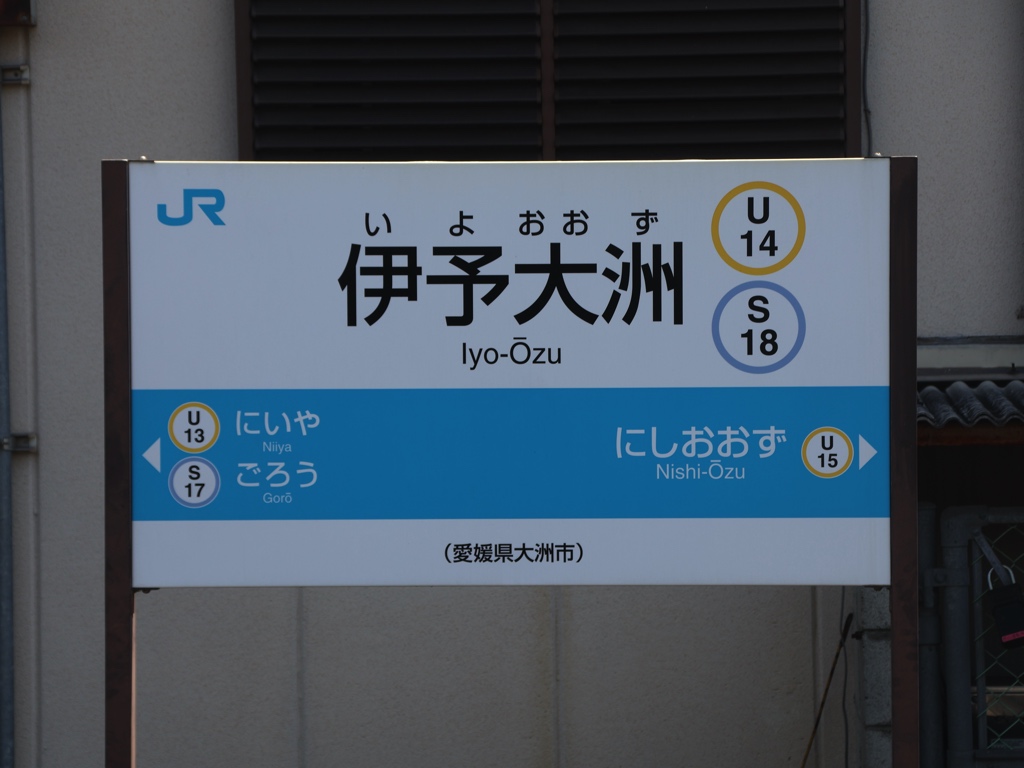 JR
い よ おお ず
伊予大洲
Iyo-Ōzu
U
14
S
18
U
13
にいや
Niiya
S
17
ごろう
Gorō
にしおおず
Nishi-Ōzu
U
15
（愛媛県大洲市）